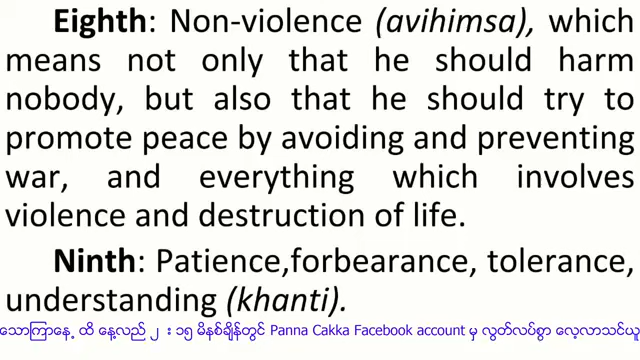 Eighth: Non-violence (avihimsa), which
means not only that he should harm
nobody, but also that he should try to
promote peace by avoiding and preventing
war, and everything which involves
violence and destruction of life.
Ninth: Patience,forbearance, tolerance,
understanding (khanti).
သောကြာနေ့ ထိ နေ့လည် ၂ : ၁၅ မိနစ်ချိန်တွင် Panna Cakka Facebook account မှ လွတ်လပ်စွာ လေ့လာသင်ယူ